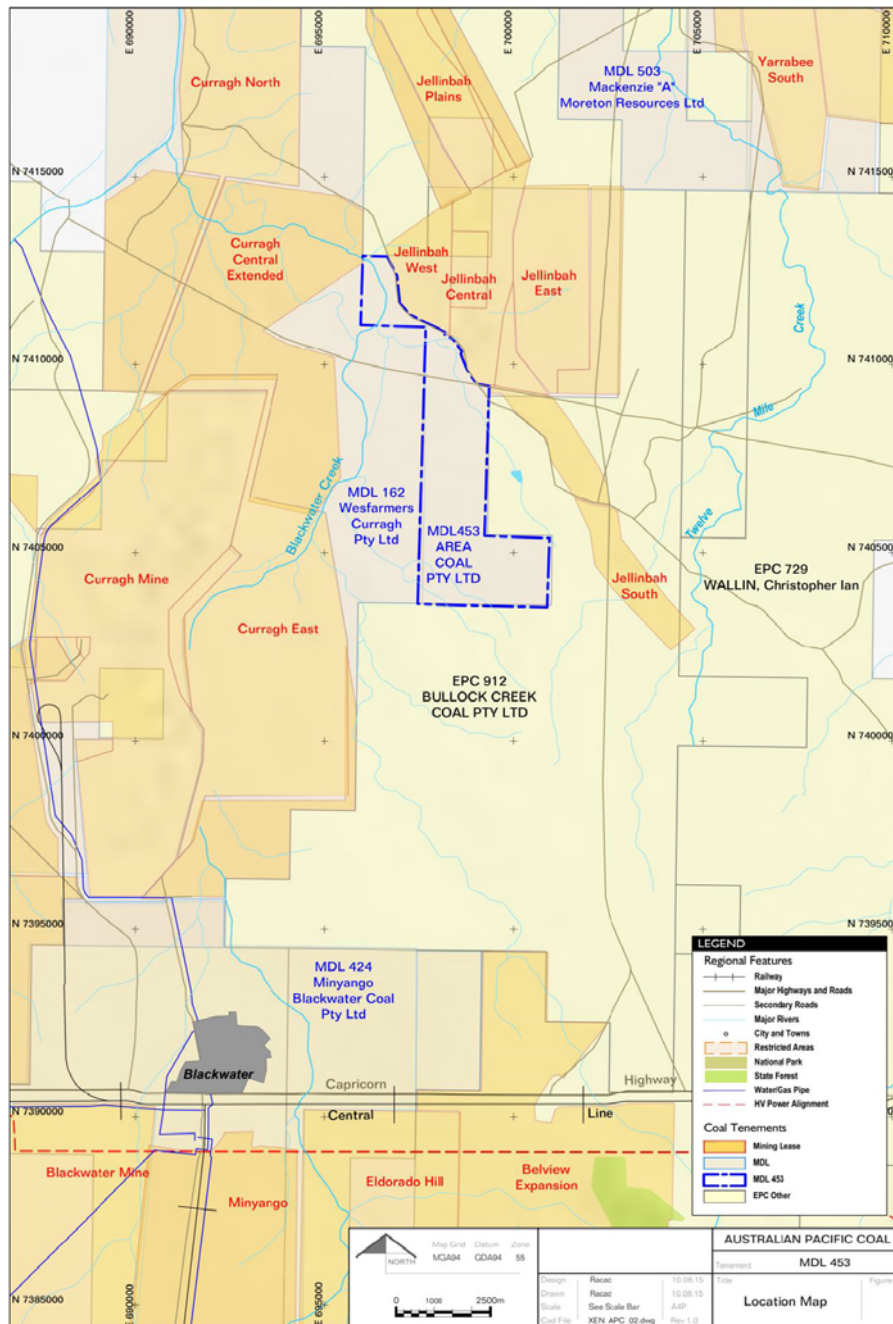 E 690000
E 695000
E 700000
E 705000
E 710000
Curragh North
Jellinbah
Plains
MDL 503
Mackenzie "A"
Moreton Resources Ltd
Yarrabee
South
N 7415000
N 7415000
Curragh
Central
Extended
Jellinbah
West
Jellinbah
Central
Jellinbah
East
Creek
N 7410000
N 7410000
Mile
Blackwater Creek
MDL 162
Wesfarmers
Curragh
Pty Ltd
MDL453
AREA
COAL
PTY LTD
Twelve
N 7405000
N 7405000
Curragh Mine
Jellinbah
South
EPC 729
WALLIN, Christopher Ian
Curragh East
EPC 912
BULLOCK CREEK
COAL PTY LTD
N 7400000
N 7400000
N 7395000
N 7395000
MDL 424
Minyango
Blackwater Coal
Pty Ltd
LEGEND
Regional Features
Railway
Major Highways and Roads
Secondary Roads
Major Rivers
City and Towns
Restricted Areas
National Park
State Forest
Water/Gas Pipe
HV Power Alignment
Coal Tenements
Mining Lease
MDL
MDL 453
EPC Other
Blackwater
Capricorn
Highway
N 7390000
Central
Line
Blackwater Mine
Minyango
Eldorado Hill
Belview
Expansion
N 7385000
E 690000
E 695000
NORTH
Map Grid Datum Zone
MGA94 GDA94 55
0 1000 2500m
Design Racac 10.08.15
Drawn Racac 10.08.15
Scale See Scale Bar A4P
Cad File XEN APC 02.dwg Rev 1.0
AUSTRALIAN PACIFIC COAL
Tenement MDL 453
Title Figure
Location Map